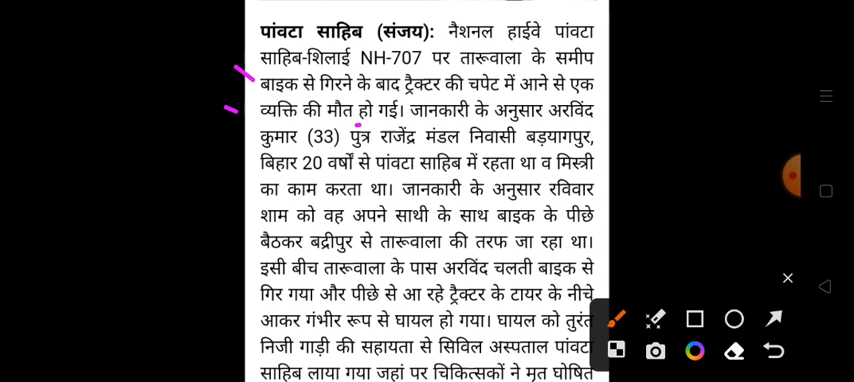 पांवटा साहिब (संजय): नैशनल हाईवे पांवटा
साहिब-शिलाई NH-707 पर तारूवाला के समीप
बाइक से गिरने के बाद ट्रैक्टर की चपेट में आने से एक
व्यक्ति की मौत हो गई। जानकारी के अनुसार अरविंद
कुमार (33) पुत्र राजेंद्र मंडल निवासी बड़यागपुर,
बिहार 20 वर्षों से पांवटा साहिब में रहता था व मिस्त्री
का काम करता था। जानकारी के अनुसार रविवार
शाम को वह अपने साथी के साथ बाइक के पीछे
बैठकर बद्रीपुर से तारूवाला की तरफ जा रहा था।
इसी बीच तारूवाला के पास अरविंद चलती बाइक से
गिर गया और पीछे से आ रहे ट्रैक्टर के टायर के नीचे
आकर गंभीर रूप से घायल हो गया। घायल को तुरंत
निजी गाड़ी की सहायता से सिविल अस्पताल पांवटा
साहिब लाया गया जहां पर चिकित्सकों ने मृत घोषित